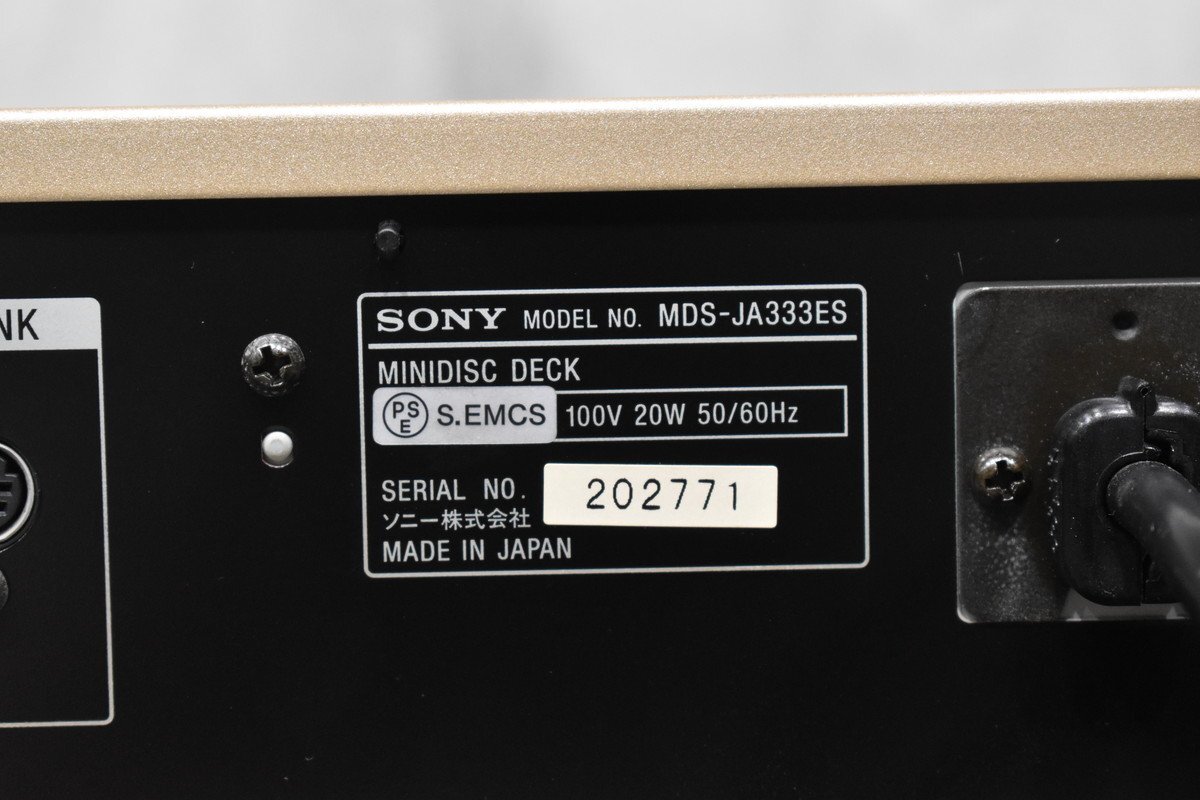 NK
SONY MODEL NO. MDS-JA333ES
MINIDISC DECK
PSE S.EMCS 100V 20W 50/60Hz
SERIAL NO. 202771
ソニー株式会社
MADE IN JAPAN